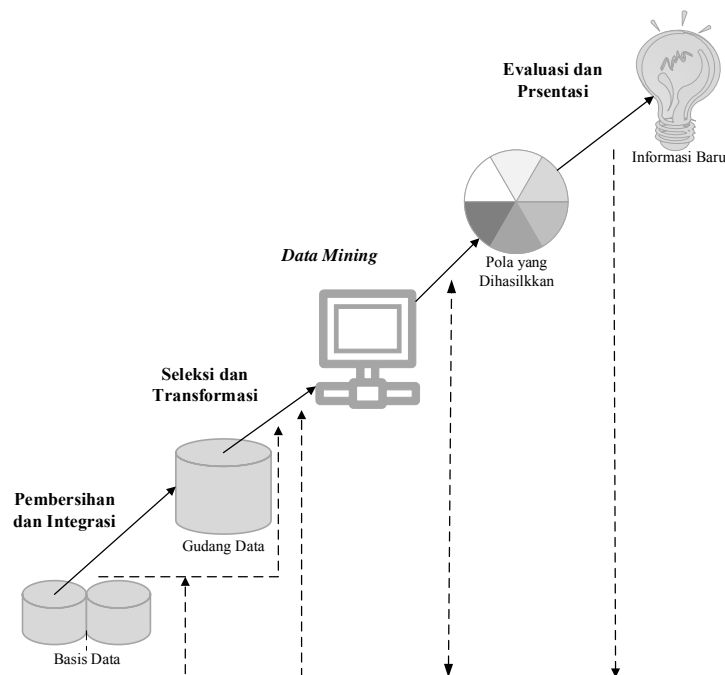 Evaluasi dan
Prsentasi
Informasi Baru
Pola yang
Dihasilkkan
Data Mining
Seleksi dan
Transformasi
Pembersihan
dan Integrasi
Gudang Data
Basis Data